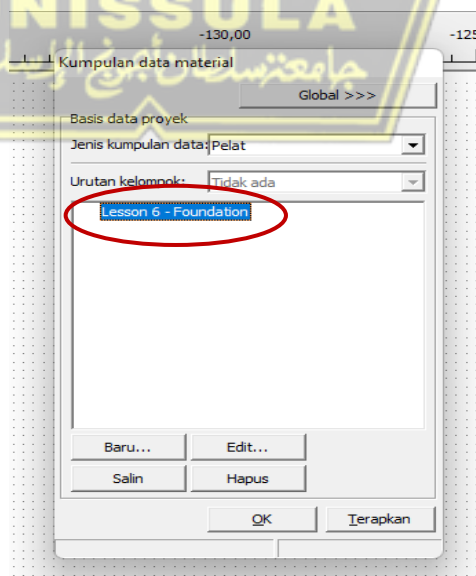 NISSULA
-130,00
-125
Kumpulan data material
Global >>>
Basis data proyek
Jenis kumpulan data: Pelat
Urutan kelompok: Tidak ada
Lesson 6 - Foundation
Baru...
Edit...
Salin
Hapus
OK
Terapkan